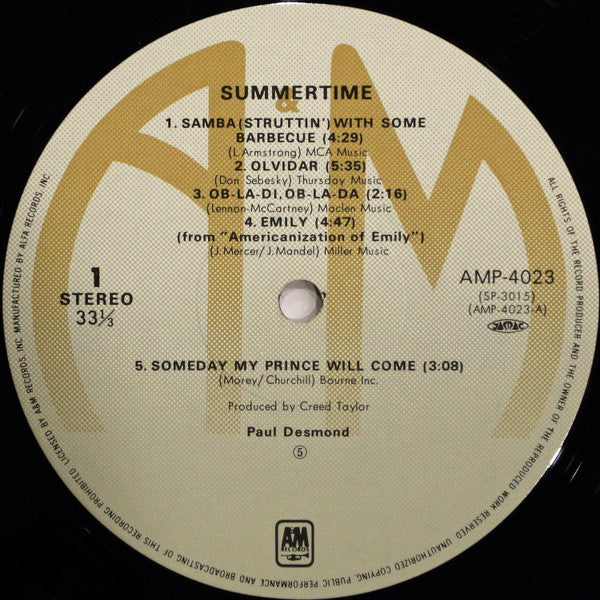 SUMMERTIME
&
1. SAMBA (STRUTTIN') WITH SOME
BARBECUE (4:29)
(L. Armstrong) MCA Music
2. OLVIDAR (5:35)
(Don Sebesky) Thursday Music
3. OB-LA-DI, OB-LA-DA (2:16)
(Lennon-McCartney) Maclen Music
4. EMILY (4:47)
(from "Americanization of Emily")
(J. Mercer/J. Mandel) Miller Music
1
STEREO
33⅓
AMP-4023
(SP-3015)
(AMP-4023-A)
JASRAC
5. SOMEDAY MY PRINCE WILL COME (3:08)
(Morey/Churchill) Bourne Inc.
Produced by Creed Taylor
Paul Desmond
⑤
A&M
RECORDS
ALL RIGHTS OF THE RECORD PRODUCER AND THE OWNER OF THE REPRODUCED WORK RESERVED. UNAUTHORIZED COPYING, PUBLIC PERFORMANCE AND BROADCASTING OF THIS RECORDING PROHIBITED. LICENSED BY A&M RECORDS, INC. MANUFACTURED BY ALFA RECORDS, INC.